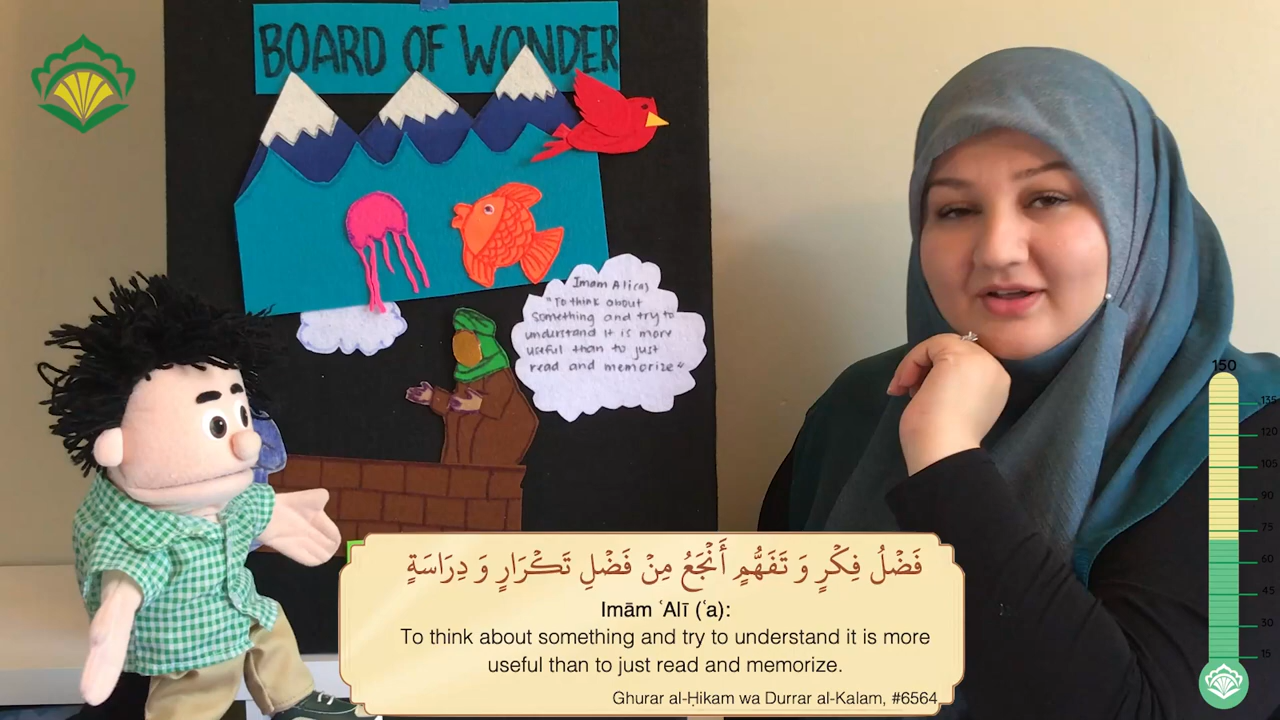 BOARD OF WONDER
Imam Ali (as)
"To think about
something and try to
understand it is more
useful than to just
read and memorize"
150
135
120
105
90
75
60
45
30
15
فَضْلُ فِكْرٍ وَ تَفَهُّمٍ أَنْجَعُ مِنْ فَضْلِ تَكْرَارٍ وَ دِرَاسَةٍ
Imām ʿAlī (ʿa):
To think about something and try to understand it is more
useful than to just read and memorize.
Ghurar al-Ḥikam wa Durrar al-Kalam, #6564